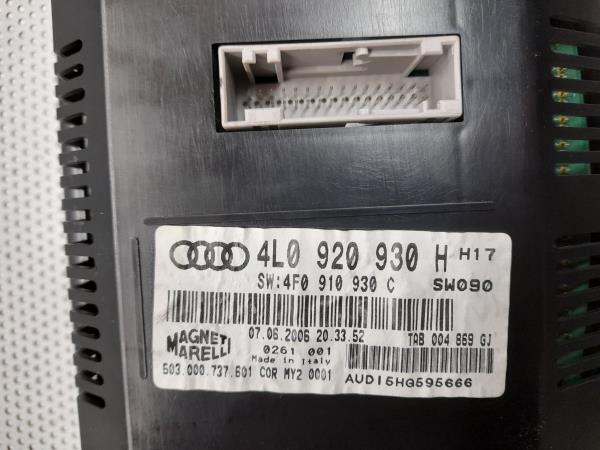 4L0 920 930 H H17
SW:4F0 910 930 C SW090
MAGNETI MARELLI
07.06.2006 20.33.52 TAB 004 869 GJ
0261 001
Made in Italy
503.000.737.601 COR MY2 0001
AUDI5HG595666